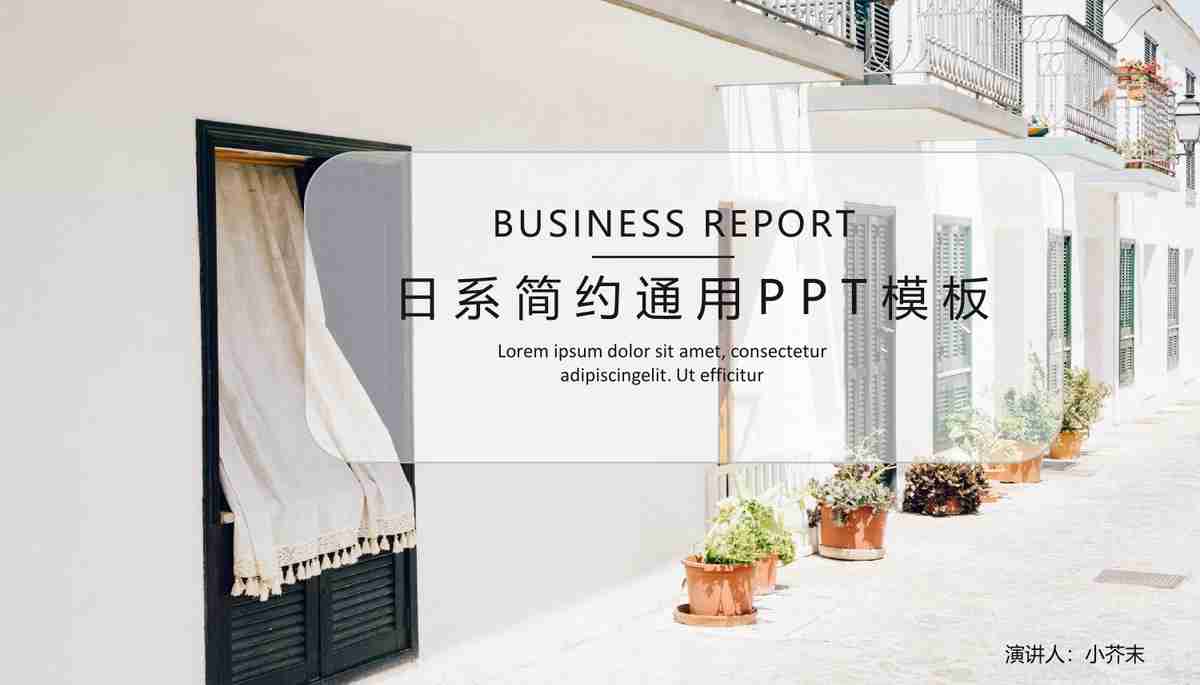 BUSINESS REPORT
日系简约通用PPT模板
Lorem ipsum dolor sit amet, consectetur
adipiscingelit. Ut efficitur
演讲人：小芥末